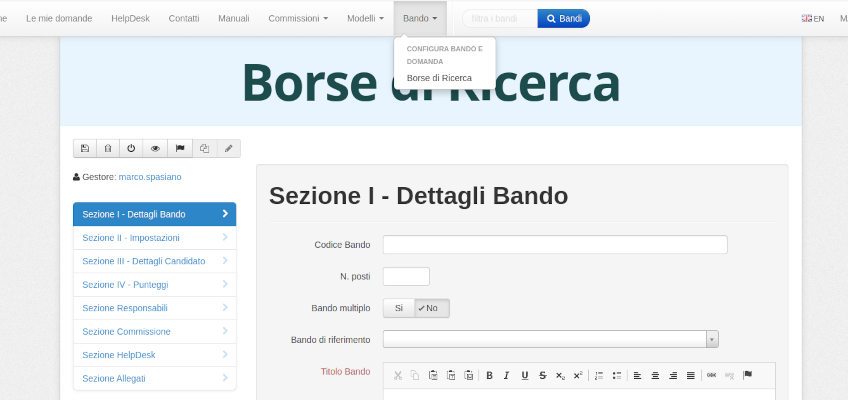 Le mie domande HelpDesk Contatti Manuali Commissioni Modelli Bando filtra i bandi Bandi EN
CONFIGURA BANDO E
DOMANDA
Borse di Ricerca
Borse di Ricerca
Gestore: marco.spasiano
Sezione I - Dettagli Bando
Sezione II - Impostazioni
Sezione III - Dettagli Candidato
Sezione IV - Punteggi
Sezione Responsabili
Sezione Commissione
Sezione HelpDesk
Sezione Allegati
Sezione I - Dettagli Bando
Codice Bando
N. posti
Bando multiplo Si No
Bando di riferimento
Titolo Bando